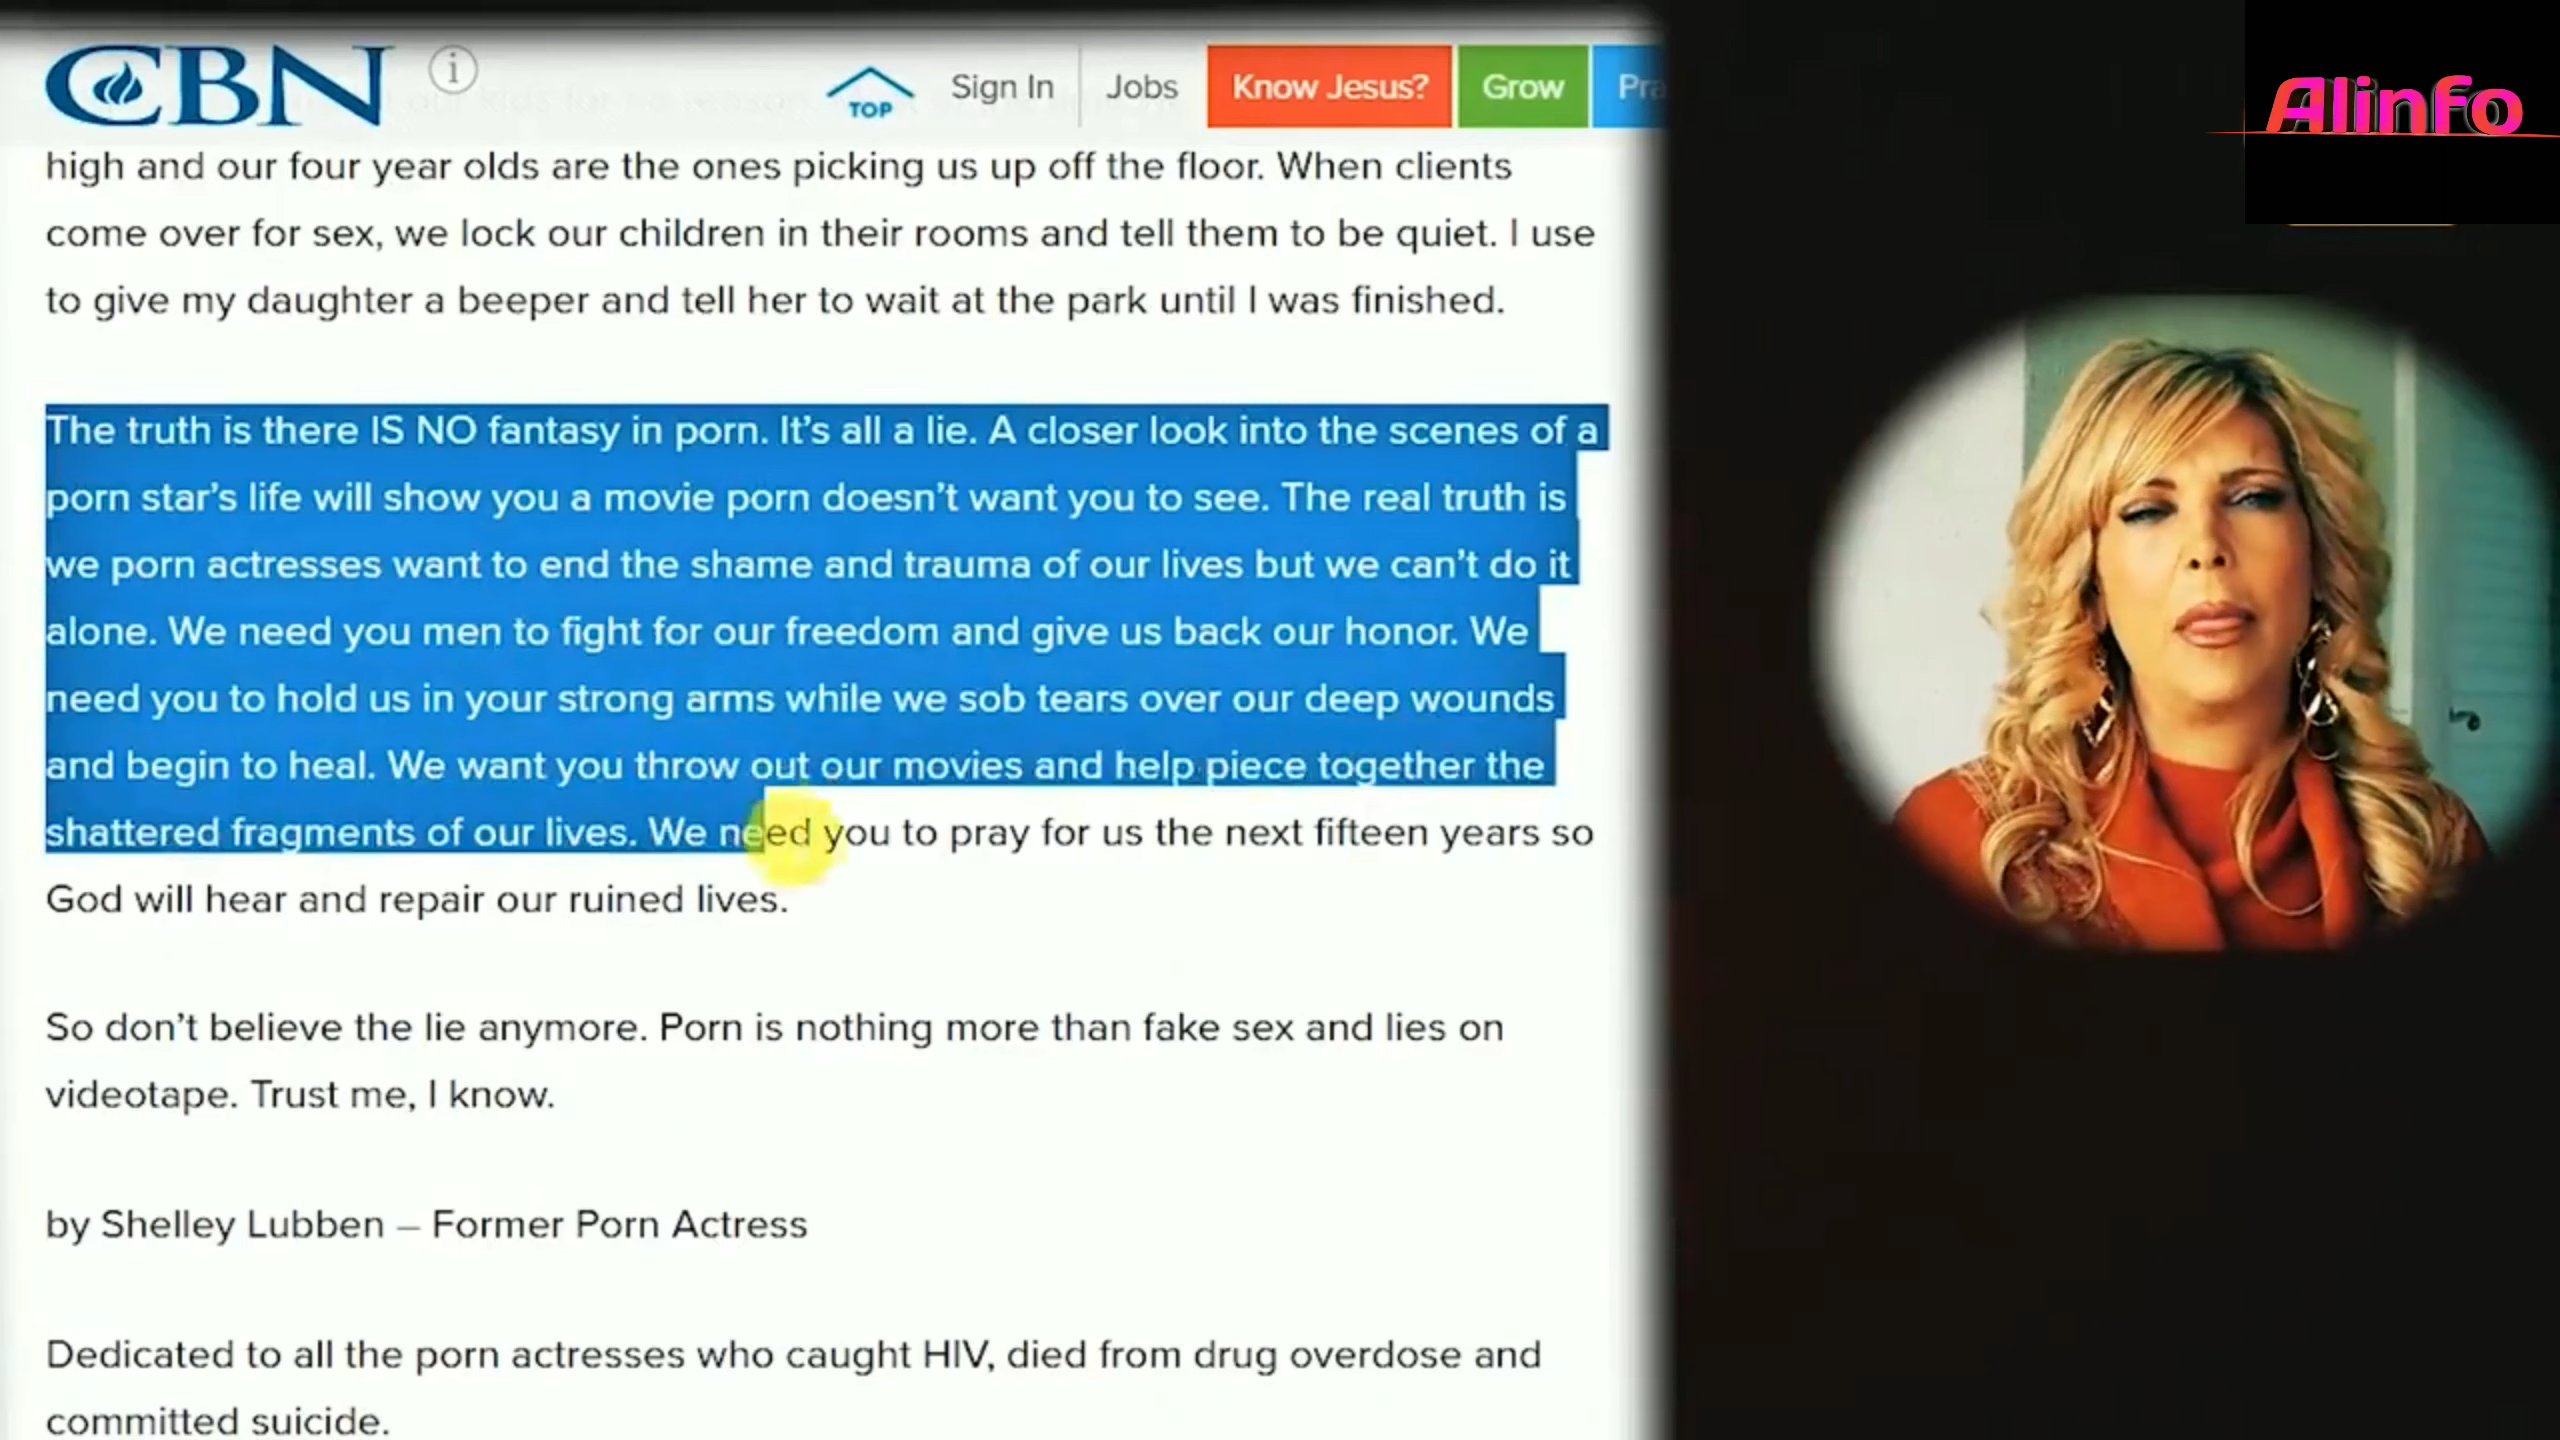 CBN
i
TOP
Sign In
Jobs
Know Jesus?
Grow
Pra
Alinfo
high and our four year olds are the ones picking us up off the floor. When clients
come over for sex, we lock our children in their rooms and tell them to be quiet. I use
to give my daughter a beeper and tell her to wait at the park until I was finished.
The truth is there IS NO fantasy in porn. It’s all a lie. A closer look into the scenes of a
porn star’s life will show you a movie porn doesn’t want you to see. The real truth is
we porn actresses want to end the shame and trauma of our lives but we can’t do it
alone. We need you men to fight for our freedom and give us back our honor. We
need you to hold us in your strong arms while we sob tears over our deep wounds
and begin to heal. We want you throw out our movies and help piece together the
shattered fragments of our lives. We need you to pray for us the next fifteen years so
God will hear and repair our ruined lives.
So don’t believe the lie anymore. Porn is nothing more than fake sex and lies on
videotape. Trust me, I know.
by Shelley Lubben – Former Porn Actress
Dedicated to all the porn actresses who caught HIV, died from drug overdose and
committed suicide.